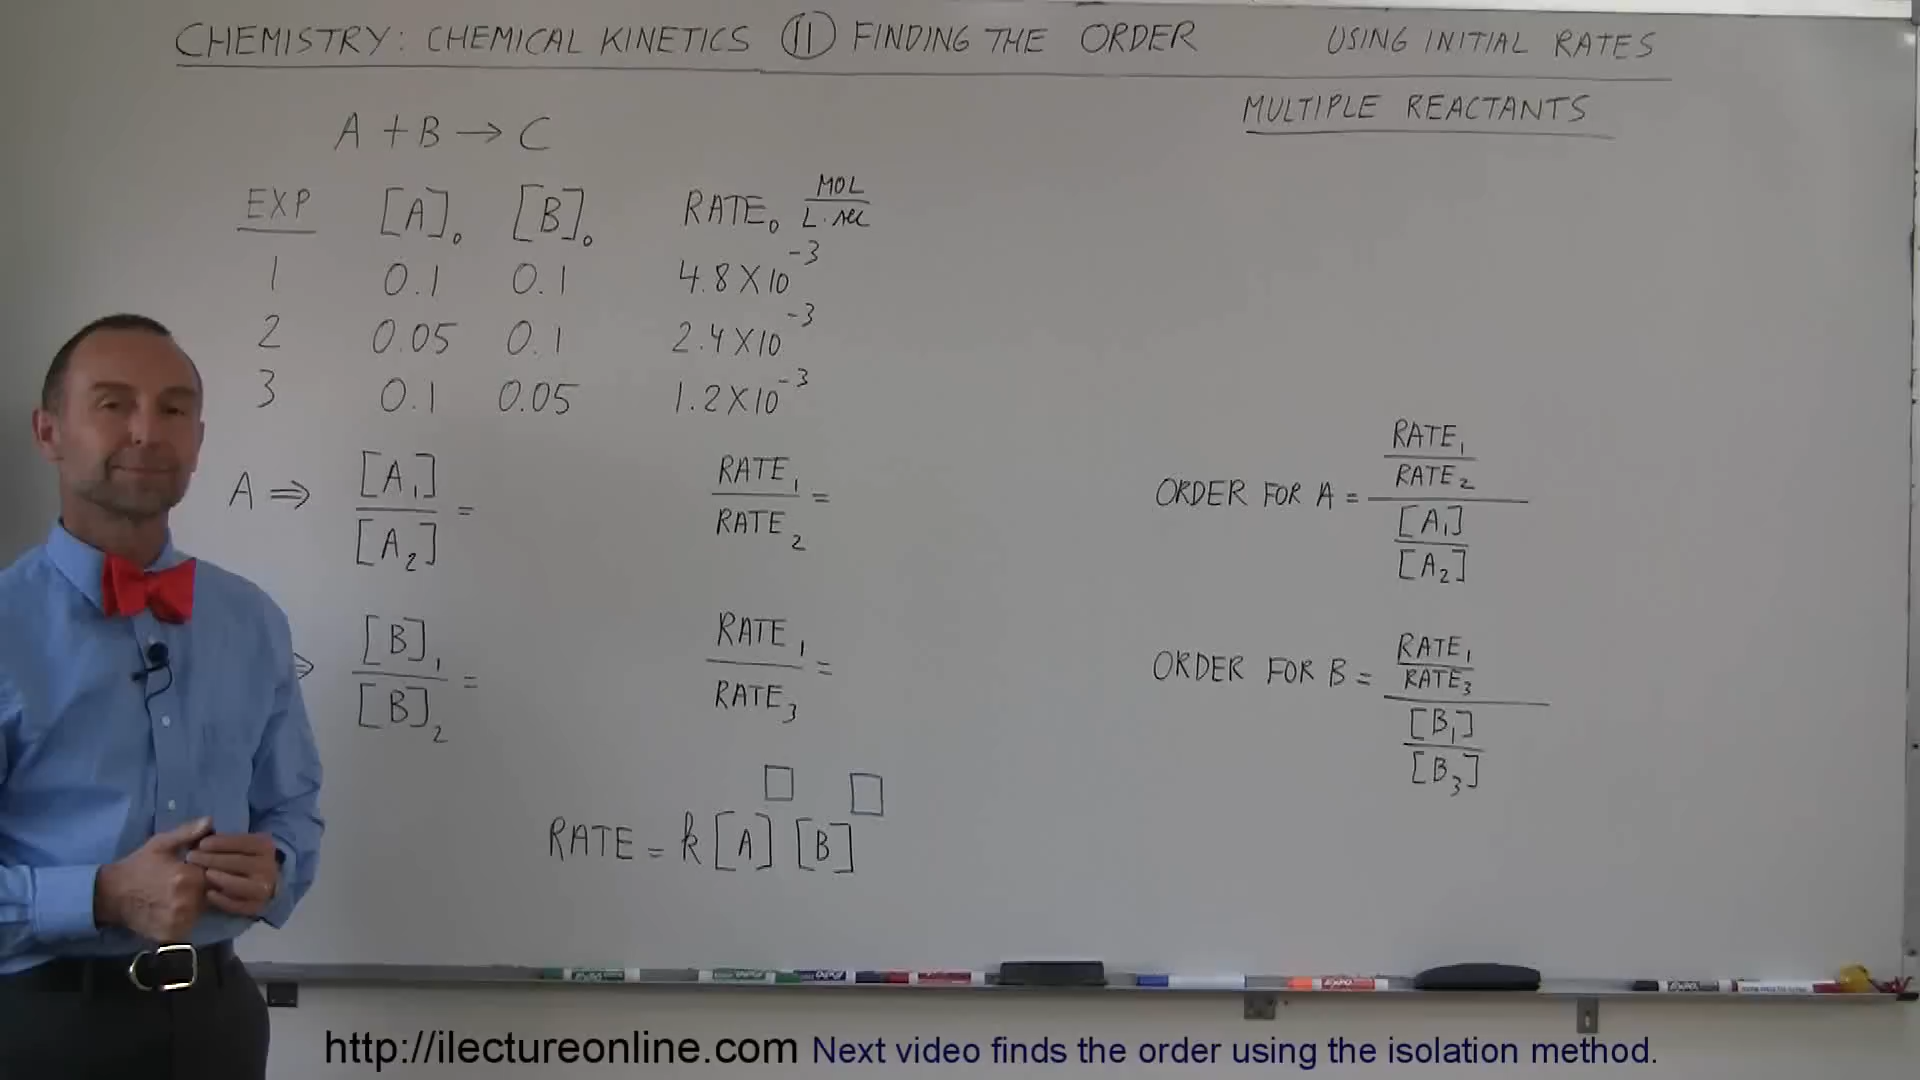 CHEMISTRY: CHEMICAL KINETICS 11 FINDING THE ORDER USING INITIAL RATES
MULTIPLE REACTANTS
A + B → C
EXP [A]₀ [B]₀ RATE₀ MOL/L·sec
1 0.1 0.1 4.8 X 10⁻³
2 0.05 0.1 2.4 X 10⁻³
3 0.1 0.05 1.2 X 10⁻³
A ⇒ [A₁]/[A₂] = RATE₁/RATE₂ = ORDER FOR A = RATE₁/RATE₂ / [A₁]/[A₂]
⇒ [B]₁/[B]₂ = RATE₁/RATE₃ = ORDER FOR B = RATE₁/RATE₃ / [B₁]/[B₃]
RATE = k [A]□ [B]□
http://ilectureonline.com Next video finds the order using the isolation method.